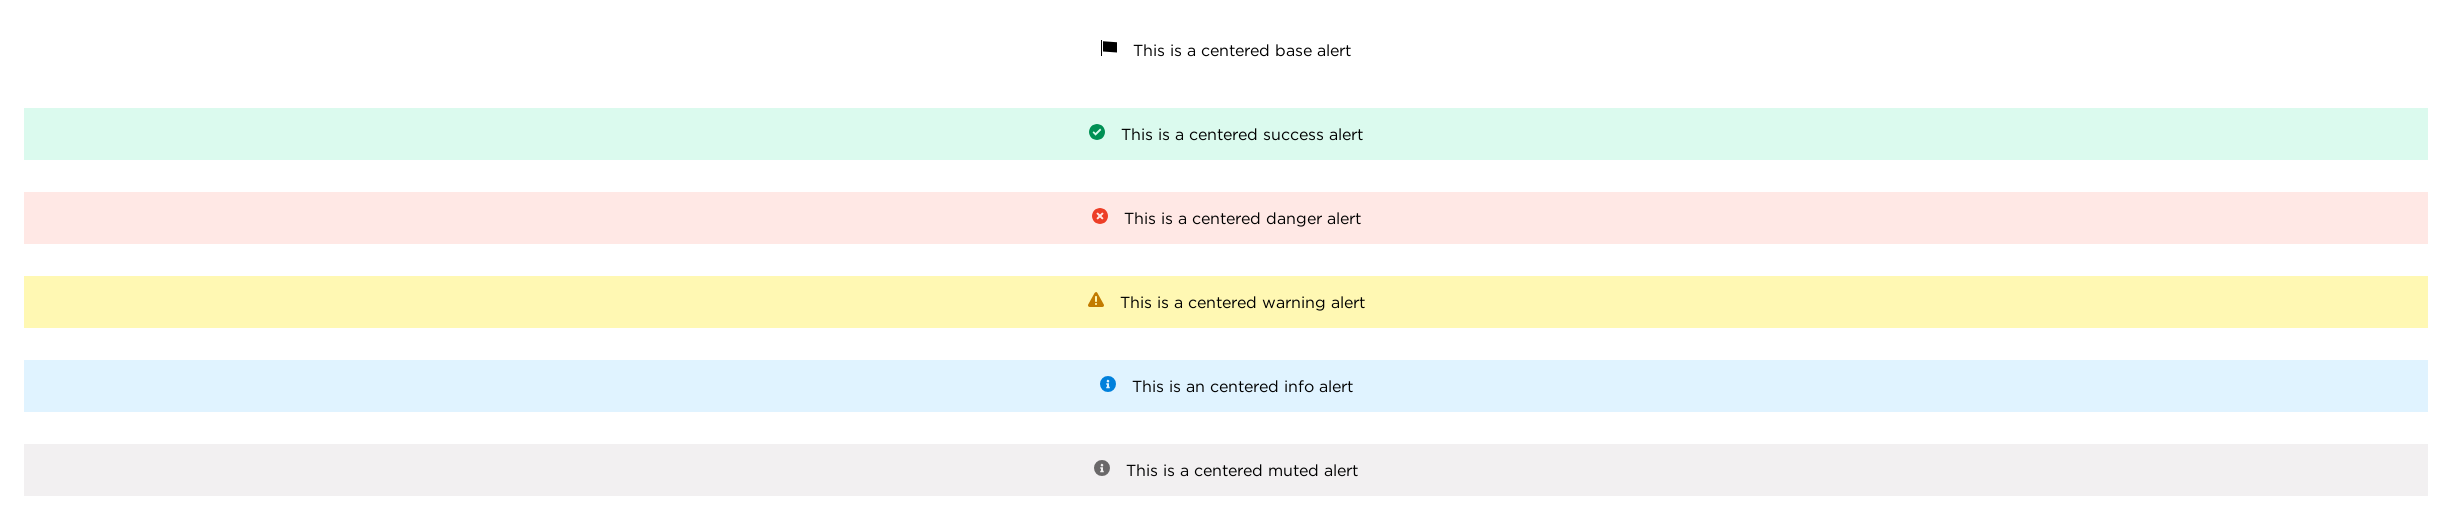 This is a centered base alert
This is a centered success alert
This is a centered danger alert
This is a centered warning alert
This is an centered info alert
This is a centered muted alert